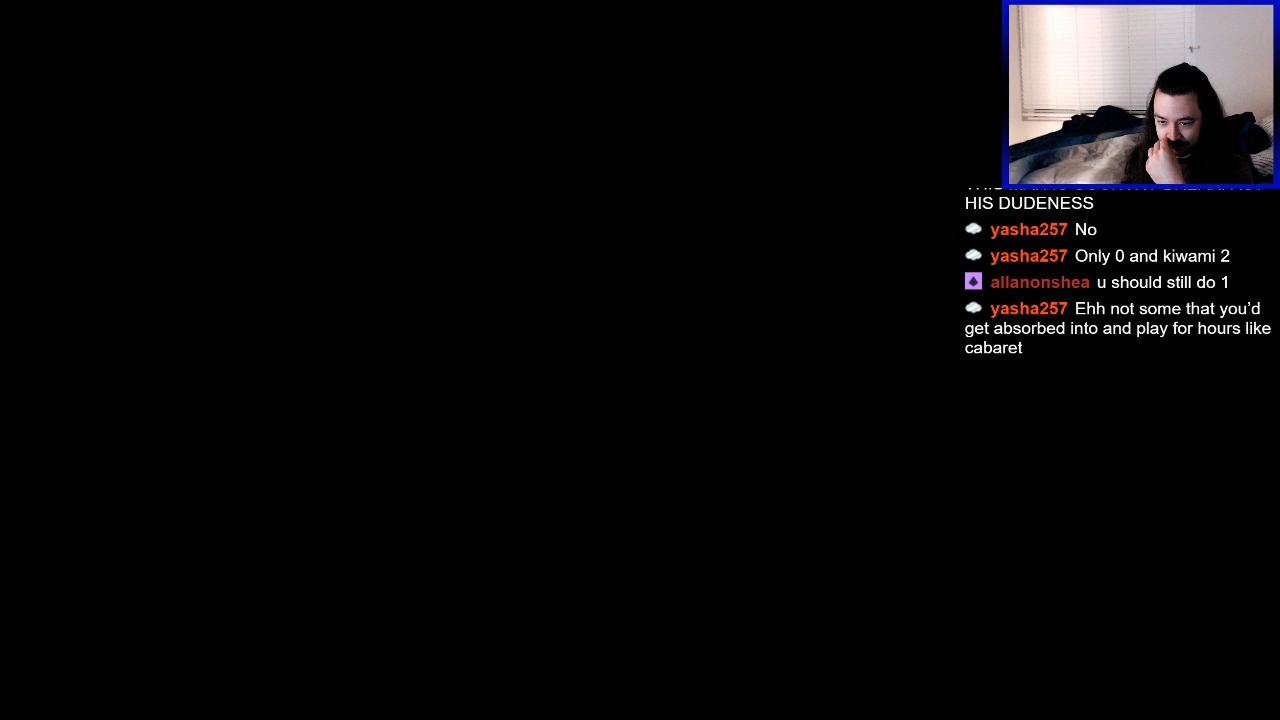 HIS DUDENESS
yasha257 No
yasha257 Only 0 and kiwami 2
allanonshea u should still do 1
yasha257 Ehh not some that you’d
get absorbed into and play for hours like
cabaret